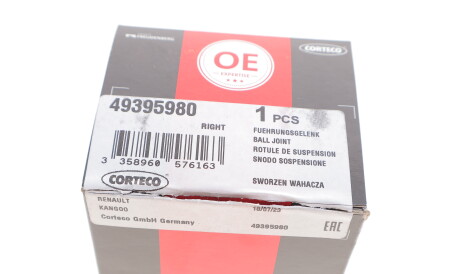 OE
EXPERTISE
CORTECO
49395980
1 PCS
RIGHT
FUEHRUNGSGELENK
BALL JOINT
ROTULE DE SUSPENSION
SNODO SOSPENSIONE
3 358960 576163
SWORZEN WAHACZA
CORTECO
RENAULT
KANGOO
Corteco GmbH Germany
49395980
EAC